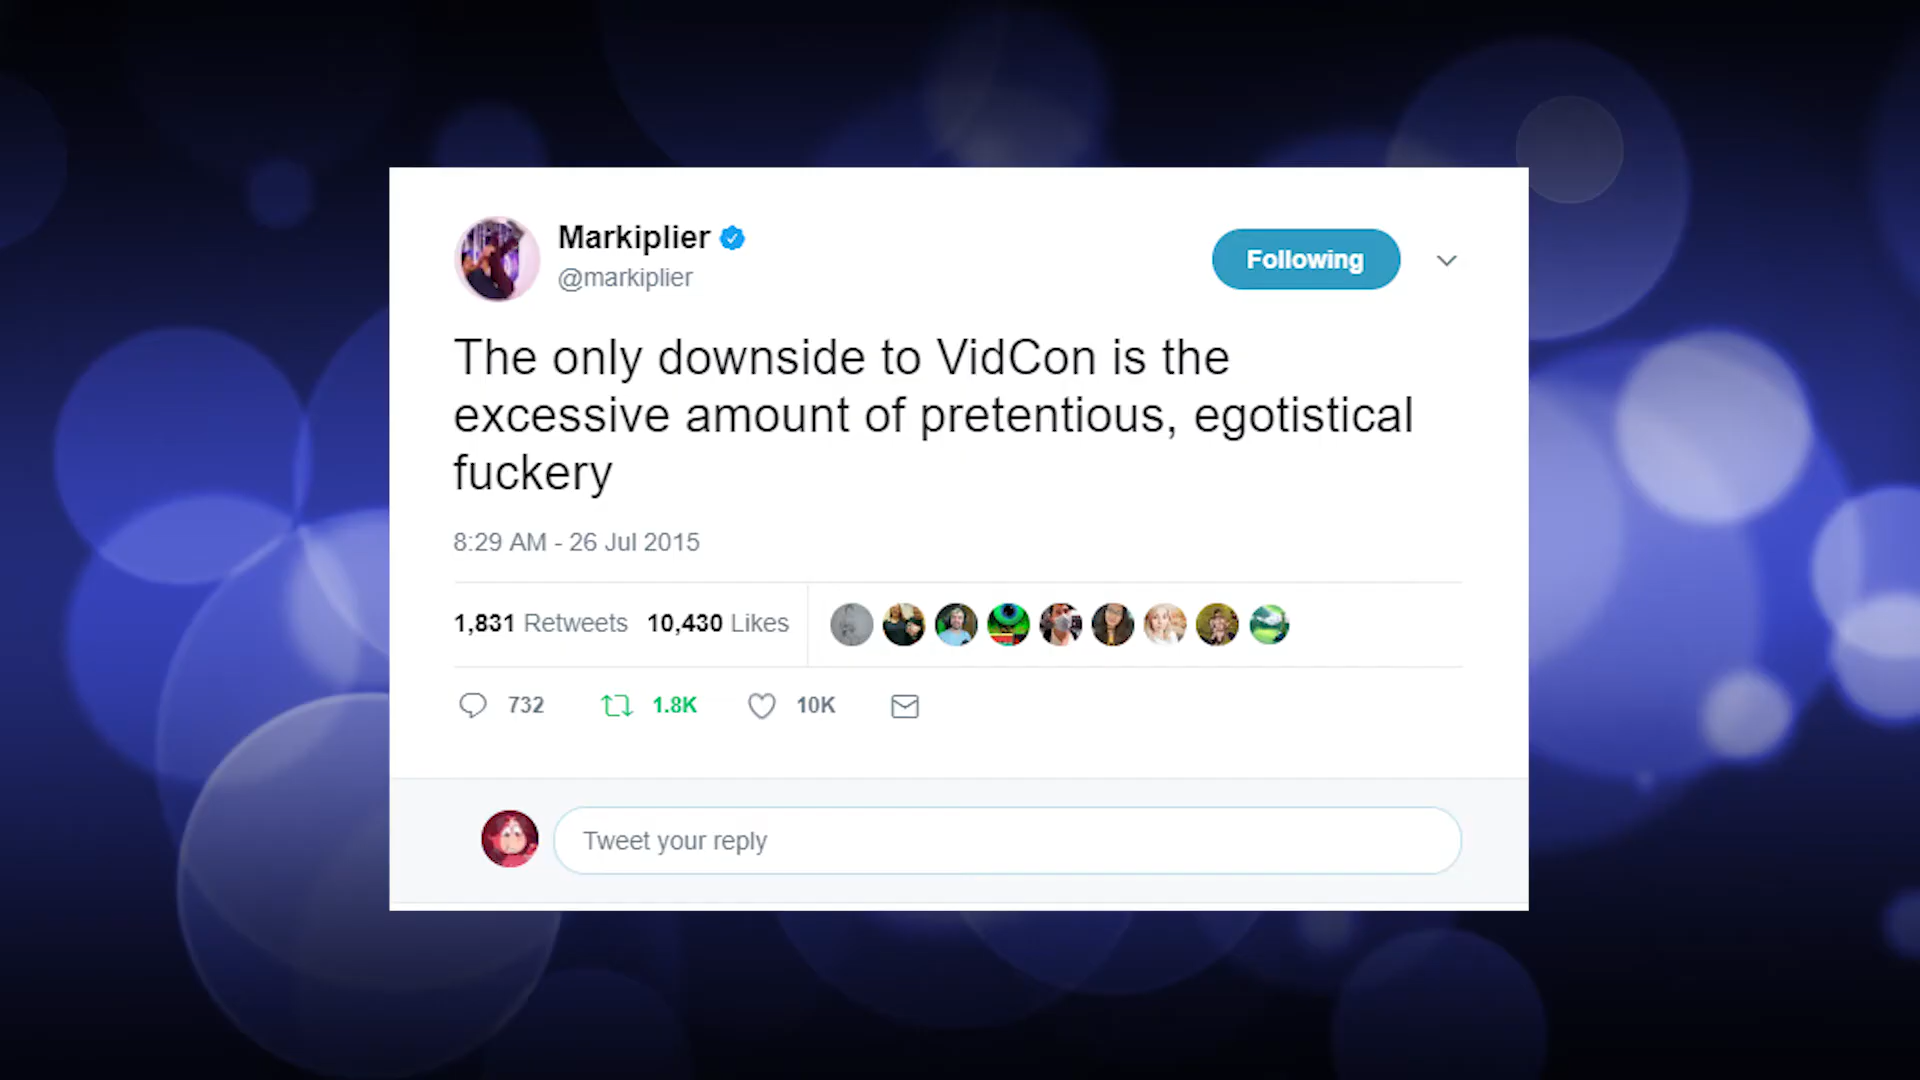 Markiplier
@markiplier
Following
The only downside to VidCon is the
excessive amount of pretentious, egotistical
fuckery
8:29 AM - 26 Jul 2015
1,831 Retweets 10,430 Likes
732 1.8K 10K
Tweet your reply